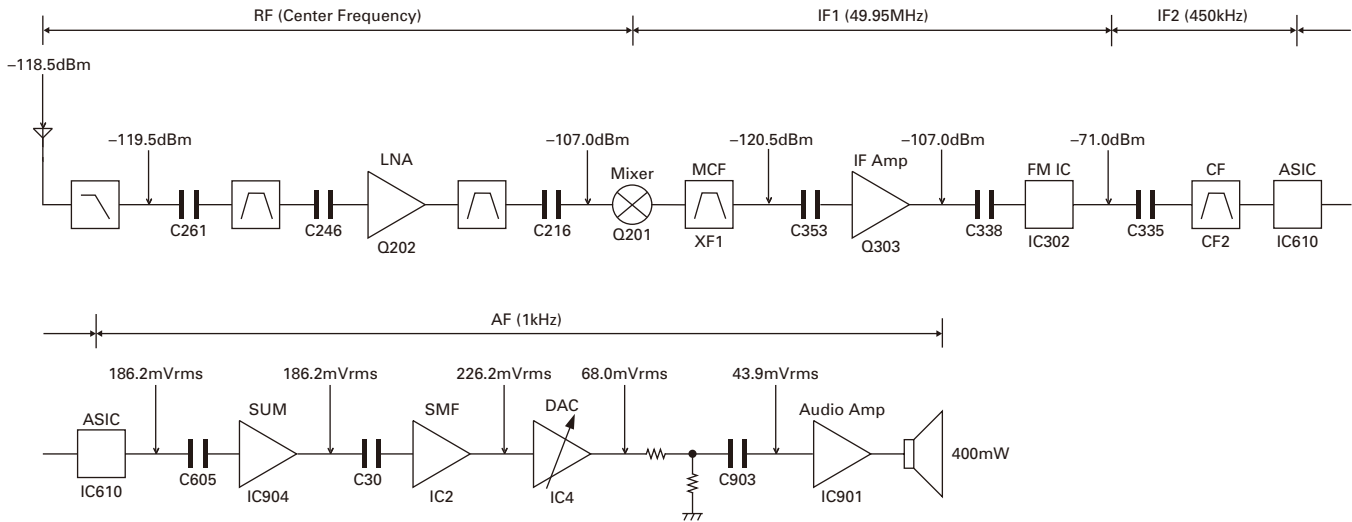 RF (Center Frequency)
IF1 (49.95MHz)
IF2 (450kHz)
–118.5dBm
–119.5dBm
–107.0dBm
–120.5dBm
–107.0dBm
–71.0dBm
LNA
Mixer
MCF
IF Amp
FM IC
CF
ASIC
C261
C246
Q202
C216
Q201
XF1
C353
Q303
C338
IC302
C335
CF2
IC610
AF (1kHz)
186.2mVrms
186.2mVrms
226.2mVrms
68.0mVrms
43.9mVrms
ASIC
SUM
SMF
DAC
Audio Amp
400mW
IC610
C605
IC904
C30
IC2
IC4
C903
IC901